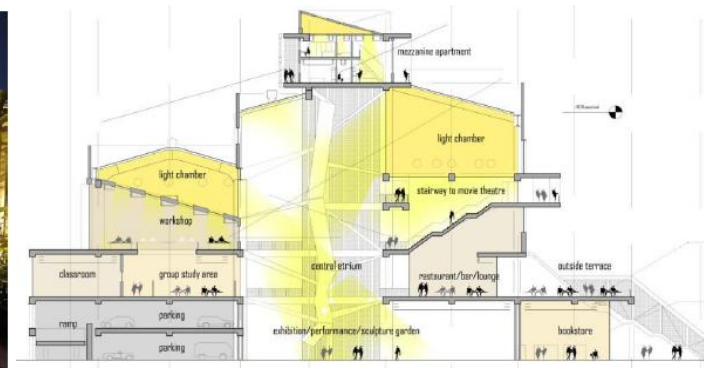 mezzanine apartment
light chamber
light chamber
stairway to movie theatre
workshop
classroom
group study area
central atrium
restaurant/bar/lounge
outside terrace
ramp
parking
exhibition/performance/sculpture garden
bookstore
parking